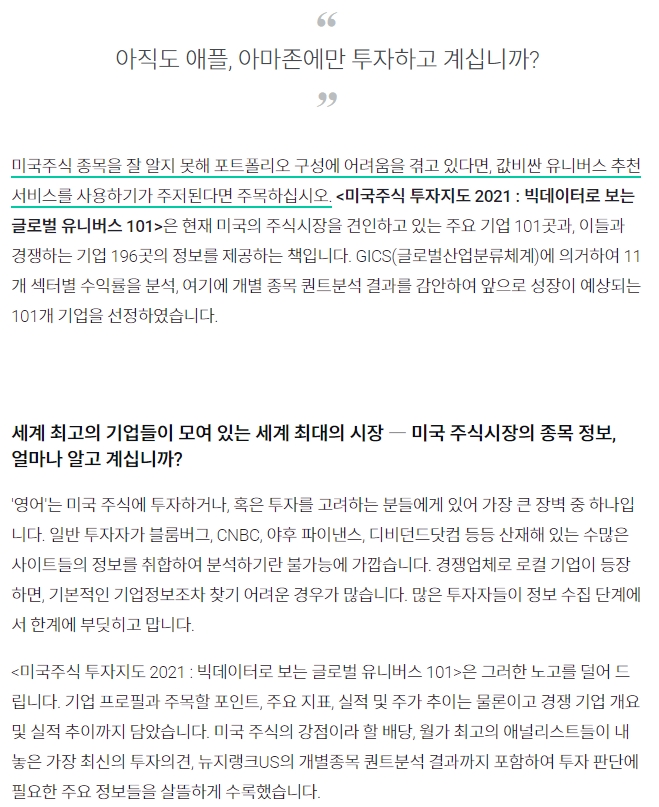 “
아직도 애플, 아마존에만 투자하고 계십니까?
”
미국주식 종목을 잘 알지 못해 포트폴리오 구성에 어려움을 겪고 있다면, 값비싼 유니버스 추천
서비스를 사용하기가 주저된다면 주목하십시오. <미국주식 투자지도 2021 : 빅데이터로 보는
글로벌 유니버스 101>은 현재 미국의 주식시장을 견인하고 있는 주요 기업 101곳과, 이들과
경쟁하는 기업 196곳의 정보를 제공하는 책입니다. GICS(글로벌산업분류체계)에 의거하여 11
개 섹터별 수익률을 분석, 여기에 개별 종목 퀀트분석 결과를 감안하여 앞으로 성장이 예상되는
101개 기업을 선정하였습니다.
세계 최고의 기업들이 모여 있는 세계 최대의 시장 — 미국 주식시장의 종목 정보,
얼마나 알고 계십니까?
'영어'는 미국 주식에 투자하거나, 혹은 투자를 고려하는 분들에게 있어 가장 큰 장벽 중 하나입
니다. 일반 투자자가 블룸버그, CNBC, 야후 파이낸스, 디비던드닷컴 등등 산재해 있는 수많은
사이트들의 정보를 취합하여 분석하기란 불가능에 가깝습니다. 경쟁업체로 로컬 기업이 등장
하면, 기본적인 기업정보조차 찾기 어려운 경우가 많습니다. 많은 투자자들이 정보 수집 단계에
서 한계에 부딪히고 맙니다.
<미국주식 투자지도 2021 : 빅데이터로 보는 글로벌 유니버스 101>은 그러한 노고를 덜어 드
립니다. 기업 프로필과 주목할 포인트, 주요 지표, 실적 및 주가 추이는 물론이고 경쟁 기업 개요
및 실적 추이까지 담았습니다. 미국 주식의 강점이라 할 배당, 월가 최고의 애널리스트들이 내
놓은 가장 최신의 투자의견, 뉴지랭크US의 개별종목 퀀트분석 결과까지 포함하여 투자 판단에
필요한 주요 정보들을 살뜰하게 수록했습니다.